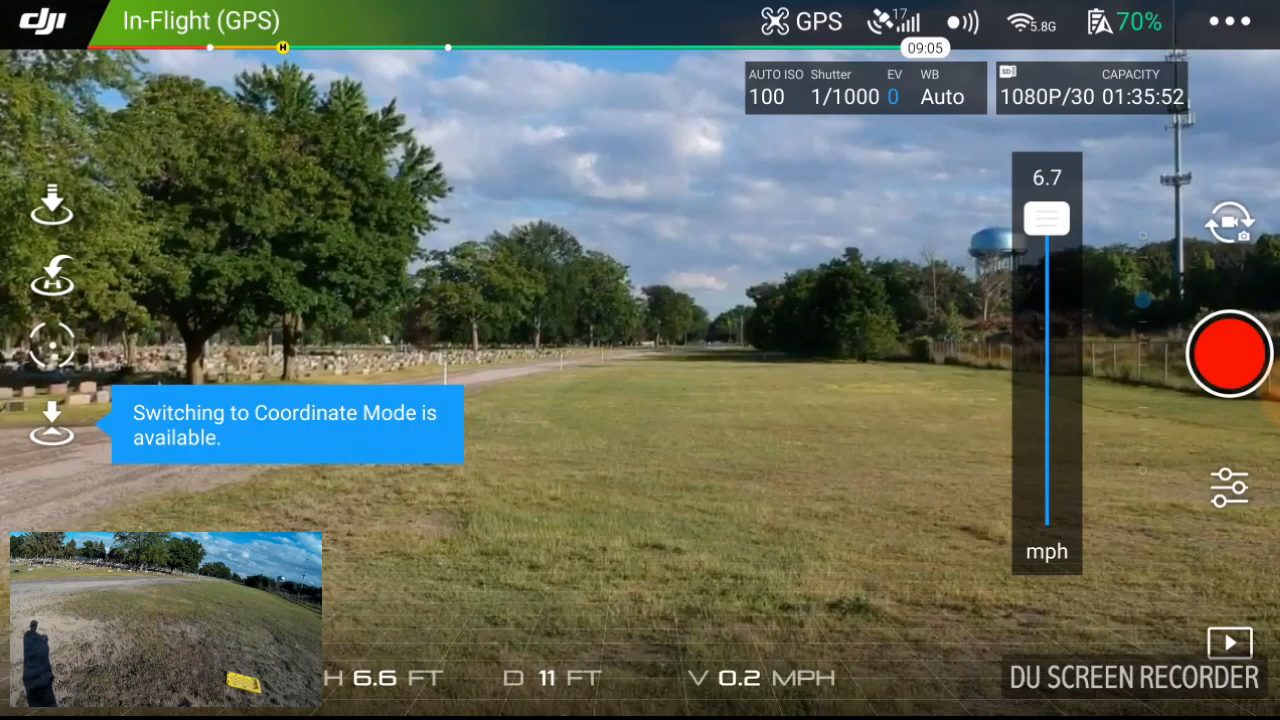 dji In-Flight (GPS) GPS 17 5.8G 70%
H 09:05
AUTO ISO Shutter EV WB
100 1/1000 0 Auto
SD CAPACITY
1080P/30 01:35:52
6.7
H
Switching to Coordinate Mode is
available.
mph
H 6.6 FT D 11 FT V 0.2 MPH
DU SCREEN RECORDER